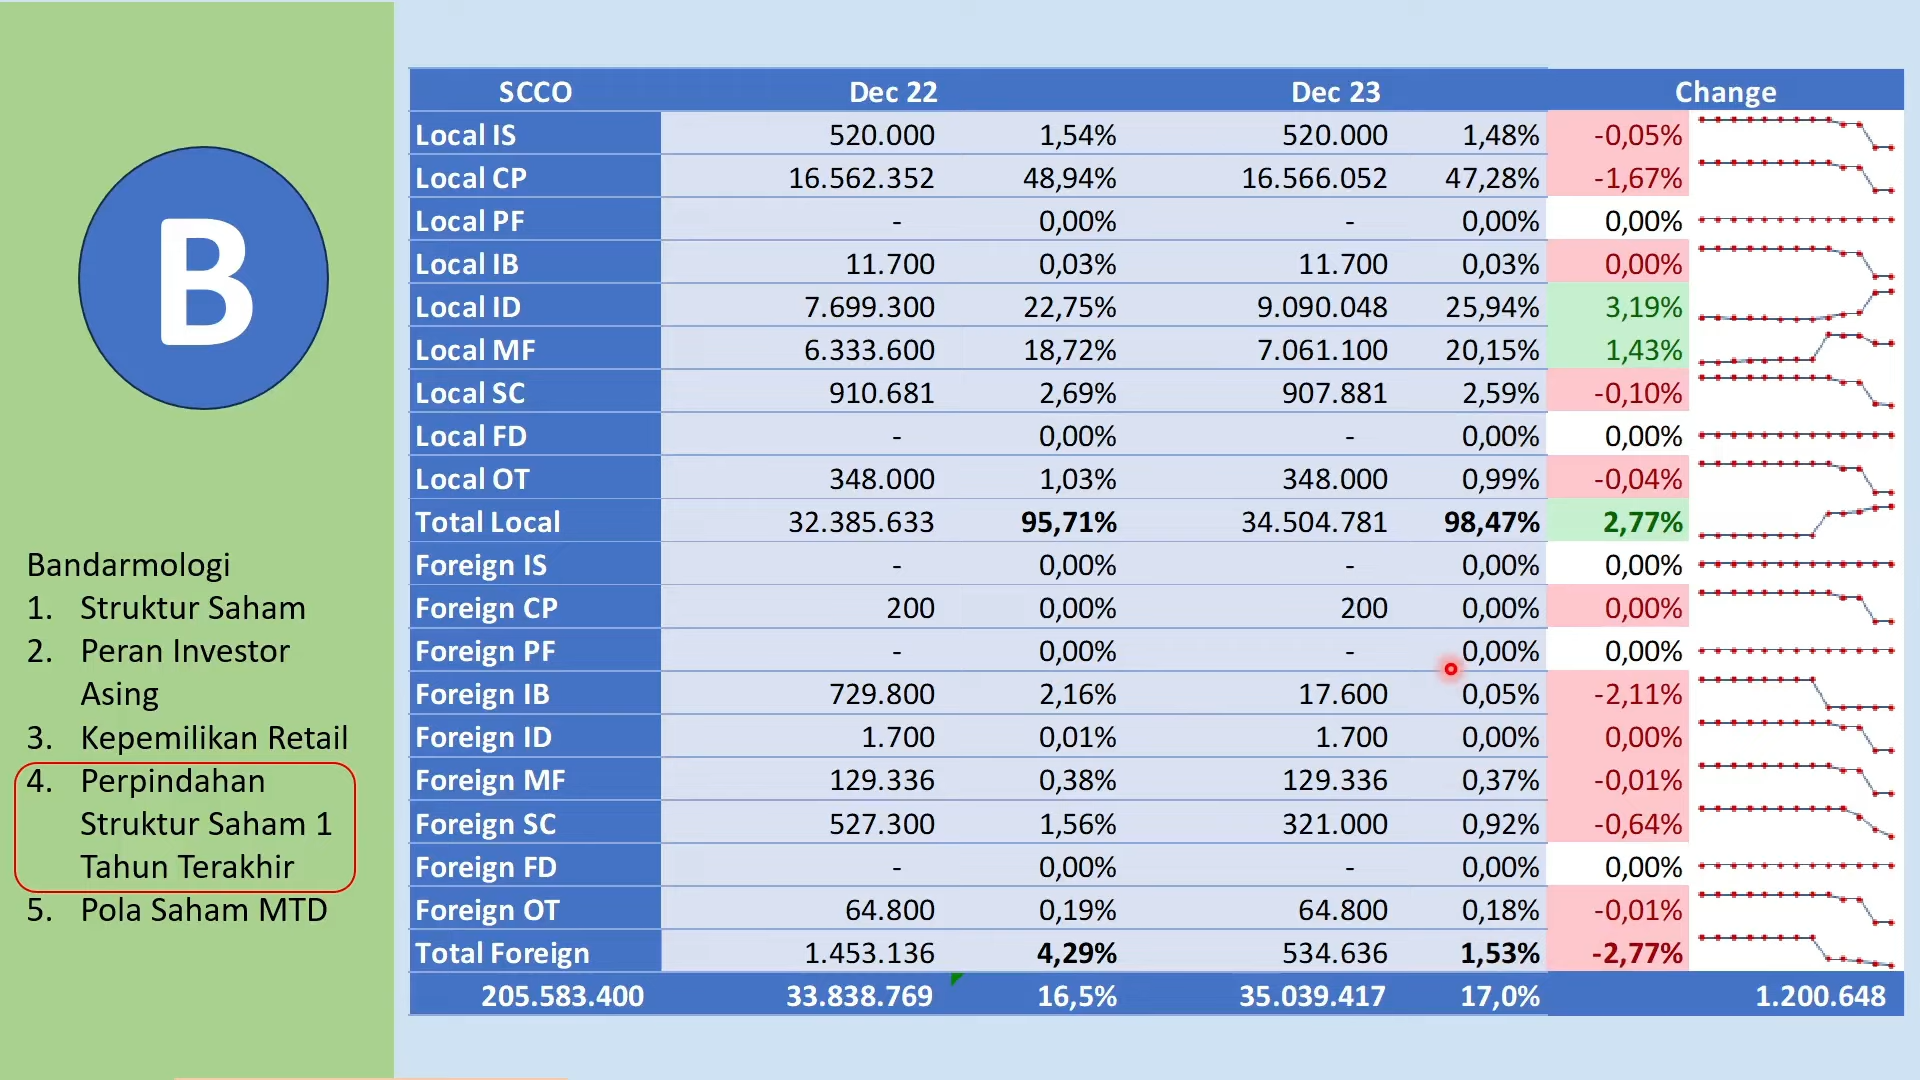 B
Bandarmologi
1. Struktur Saham
2. Peran Investor
Asing
3. Kepemilikan Retail
4. Perpindahan
Struktur Saham 1
Tahun Terakhir
5. Pola Saham MTD
SCCO Dec 22 Dec 23 Change
Local IS 520.000 1,54% 520.000 1,48% -0,05%
Local CP 16.562.352 48,94% 16.566.052 47,28% -1,67%
Local PF - 0,00% - 0,00% 0,00%
Local IB 11.700 0,03% 11.700 0,03% 0,00%
Local ID 7.699.300 22,75% 9.090.048 25,94% 3,19%
Local MF 6.333.600 18,72% 7.061.100 20,15% 1,43%
Local SC 910.681 2,69% 907.881 2,59% -0,10%
Local FD - 0,00% - 0,00% 0,00%
Local OT 348.000 1,03% 348.000 0,99% -0,04%
Total Local 32.385.633 95,71% 34.504.781 98,47% 2,77%
Foreign IS - 0,00% - 0,00% 0,00%
Foreign CP 200 0,00% 200 0,00% 0,00%
Foreign PF - 0,00% - 0,00% 0,00%
Foreign IB 729.800 2,16% 17.600 0,05% -2,11%
Foreign ID 1.700 0,01% 1.700 0,00% 0,00%
Foreign MF 129.336 0,38% 129.336 0,37% -0,01%
Foreign SC 527.300 1,56% 321.000 0,92% -0,64%
Foreign FD - 0,00% - 0,00% 0,00%
Foreign OT 64.800 0,19% 64.800 0,18% -0,01%
Total Foreign 1.453.136 4,29% 534.636 1,53% -2,77%
205.583.400 33.838.769 16,5% 35.039.417 17,0% 1.200.648